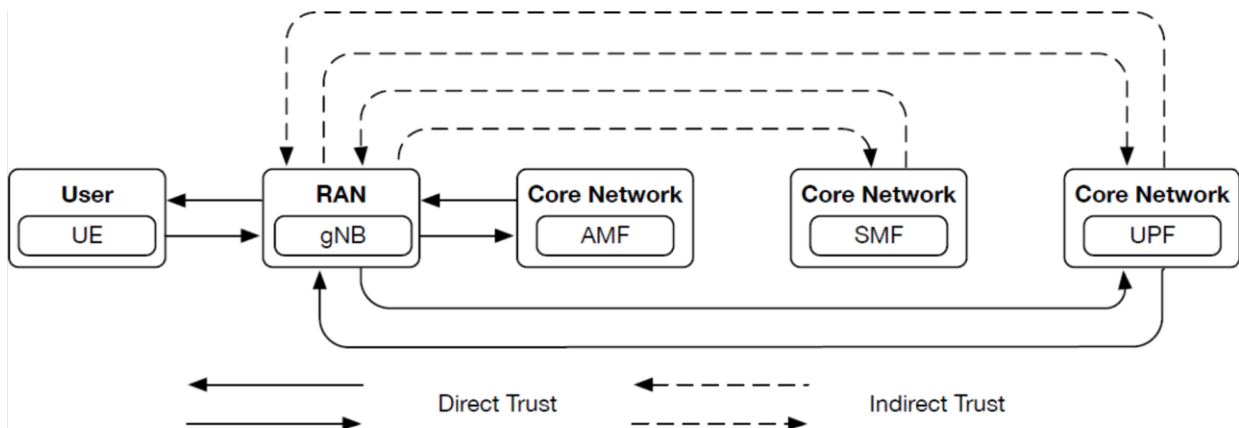 User
UE
RAN
gNB
Core Network
AMF
Core Network
SMF
Core Network
UPF
Direct Trust
Indirect Trust